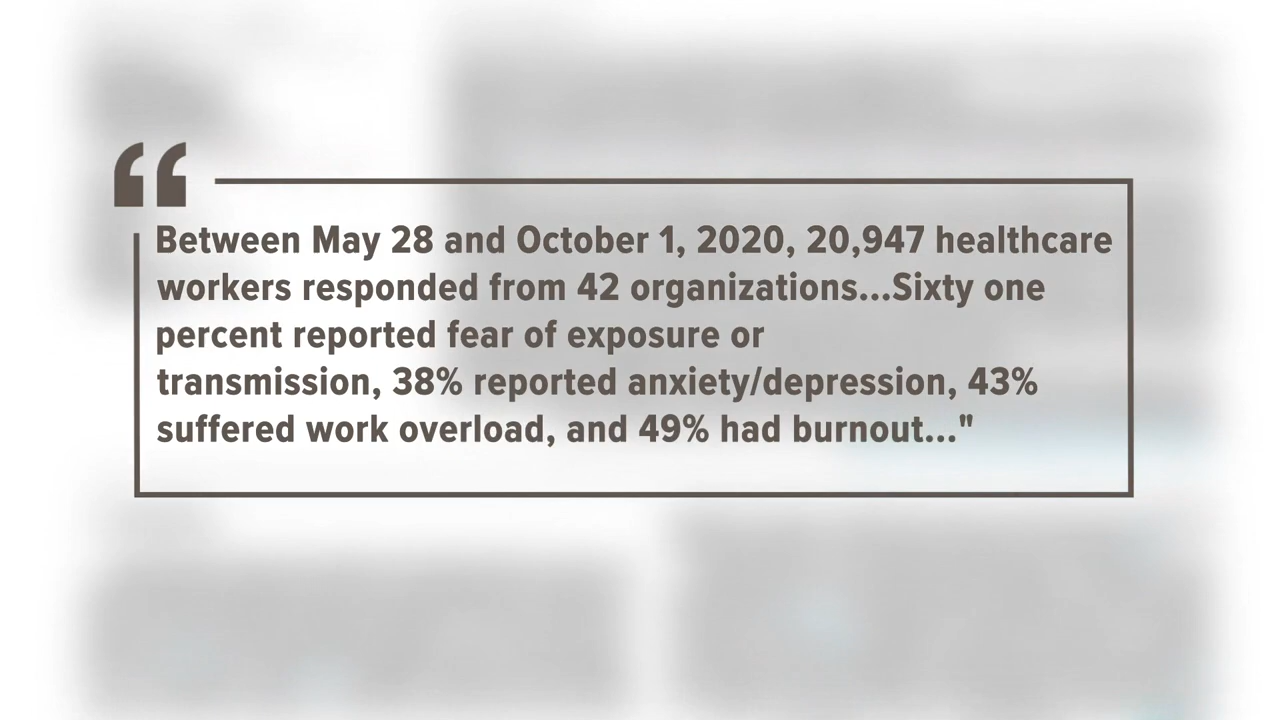 “
Between May 28 and October 1, 2020, 20,947 healthcare
workers responded from 42 organizations...Sixty one
percent reported fear of exposure or
transmission, 38% reported anxiety/depression, 43%
suffered work overload, and 49% had burnout..."